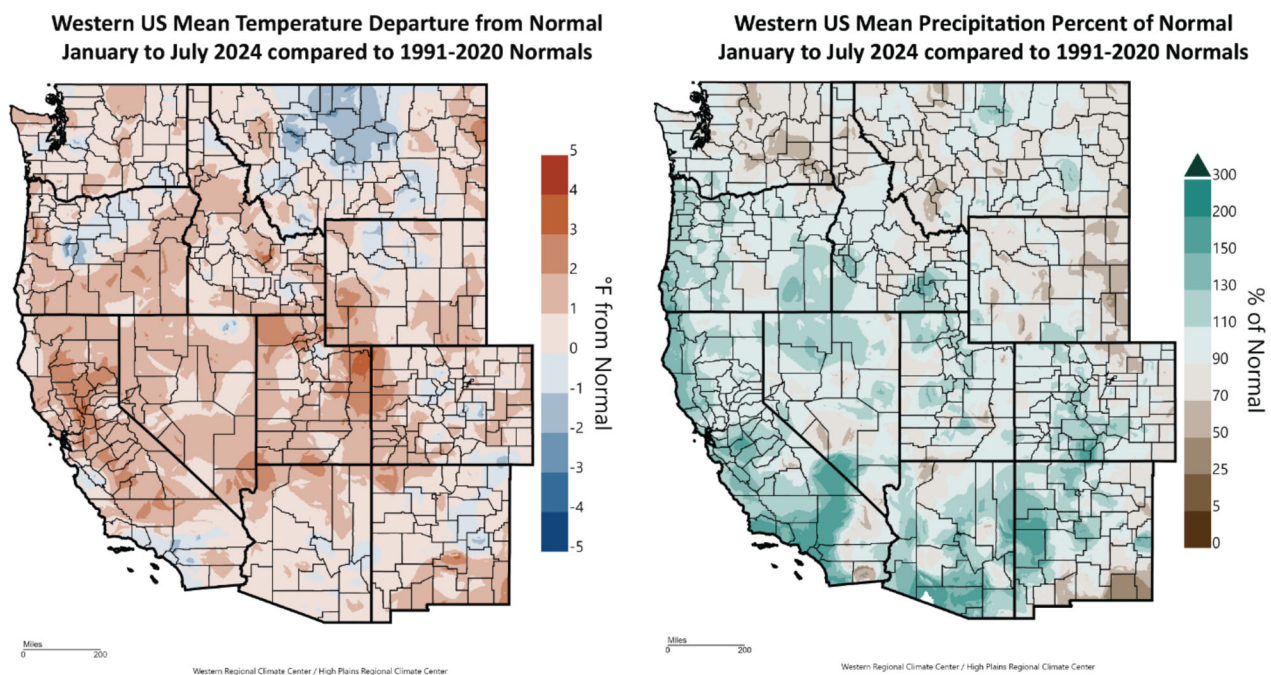 Western US Mean Temperature Departure from Normal
January to July 2024 compared to 1991-2020 Normals
5
4
3
2
1
0
-1
-2
-3
-4
-5
°F from Normal
Miles
0 200
Western Regional Climate Center / High Plains Regional Climate Center
Western US Mean Precipitation Percent of Normal
January to July 2024 compared to 1991-2020 Normals
300
200
150
130
110
90
70
50
25
5
0
% of Normal
Miles
0 200
Western Regional Climate Center / High Plains Regional Climate Center